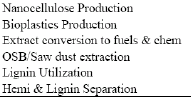 Nanocellulose Production
Bioplastics Production
Extract conversion to fuels & chem
OSB/Saw dust extraction
Lignin Utilization
Hemi & Lignin Separation